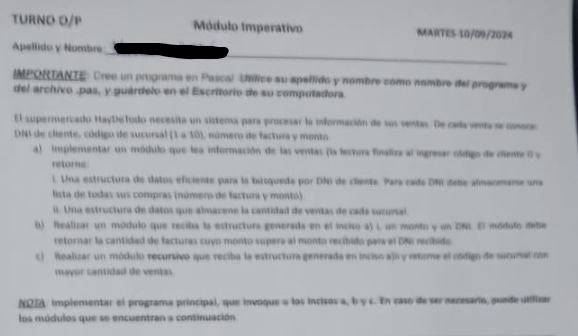 TURNO O/P
Módulo Imperativo
MARTES 10/09/2024
Apellido y Nombre
IMPORTANTE: Cree un programa en Pascal. Utilice su apellido y nombre como nombre del programa y
del archivo .pas, y guárdelo en el Escritorio de su computadora.
El supermercado HayDeTodo necesita un sistema para procesar la información de sus ventas. De cada venta se conoce:
DNI de cliente, código de sucursal (1 a 10), número de factura y monto.
a) Implementar un módulo que lea información de las ventas (la lectura finaliza al ingresar código de cliente 0) y
retorne:
i. Una estructura de datos eficiente para la búsqueda por DNI de cliente. Para cada DNI debe almacenarse una
lista de todas sus compras (número de factura y monto).
ii. Una estructura de datos que almacene la cantidad de ventas de cada sucursal.
b) Realizar un módulo que reciba la estructura generada en el inciso a) i, un monto y un DNI. El módulo debe
retornar la cantidad de facturas cuyo monto supera al monto recibido para el DNI recibido.
c) Realizar un módulo recursivo que reciba la estructura generada en inciso a)ii y retorne el código de sucursal con
mayor cantidad de ventas.
NOTA: Implementar el programa principal, que invoque a los incisos a, b y c. En caso de ser necesario, puede utilizar
los módulos que se encuentran a continuación.